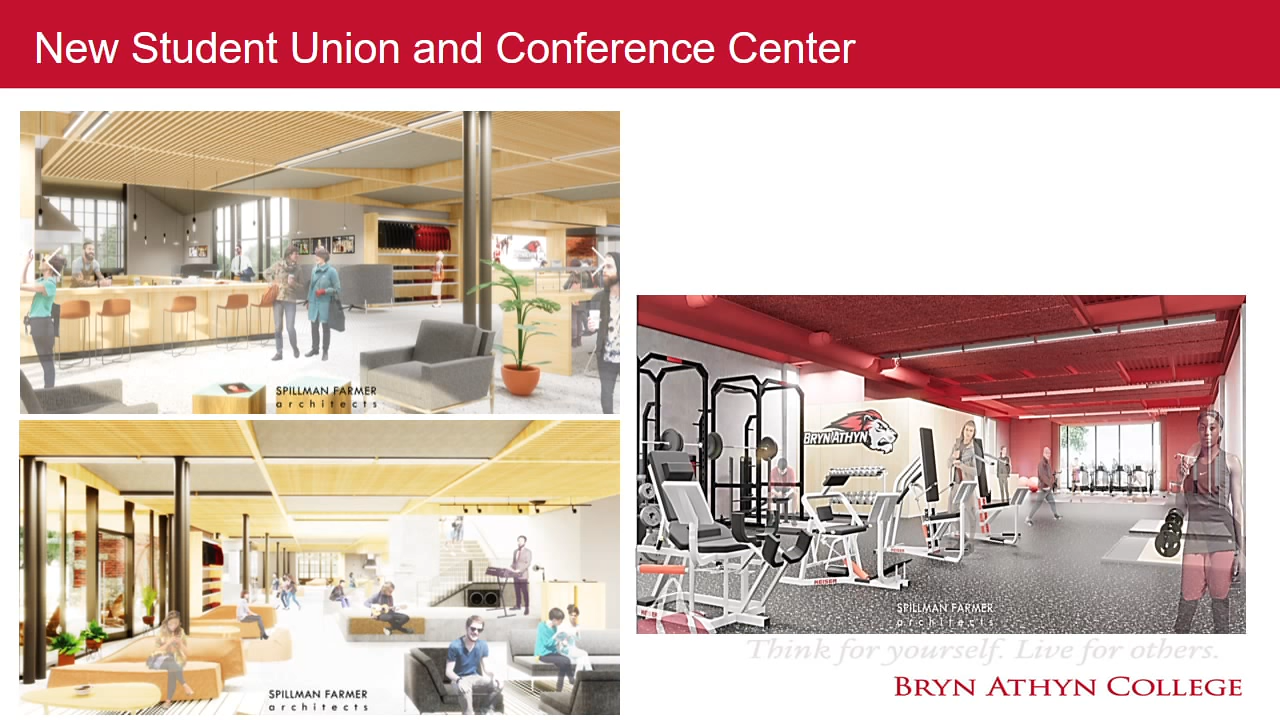 New Student Union and Conference Center
SPILLMAN FARMER
architects
BRYN ATHYN
KEISER
SPILLMAN FARMER
architects
SPILLMAN FARMER
architects
Think for yourself. Live for others.
BRYN ATHYN COLLEGE